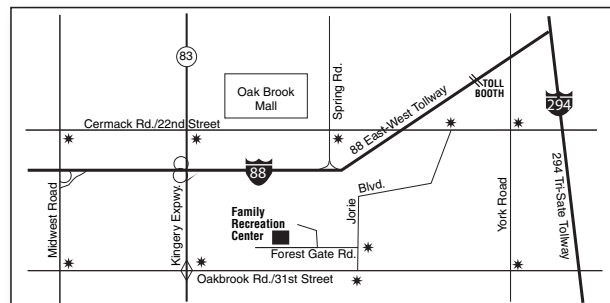 83
Oak Brook
Mall
Spring Rd.
TOLL
BOOTH
294
Cermack Rd./22nd Street
88 East-West Tollway
88
Midwest Road
Kingery Expwy.
Jorie Blvd.
York Road
294 Tri-Sate Tollway
Family
Recreation
Center
Forest Gate Rd.
Oakbrook Rd./31st Street